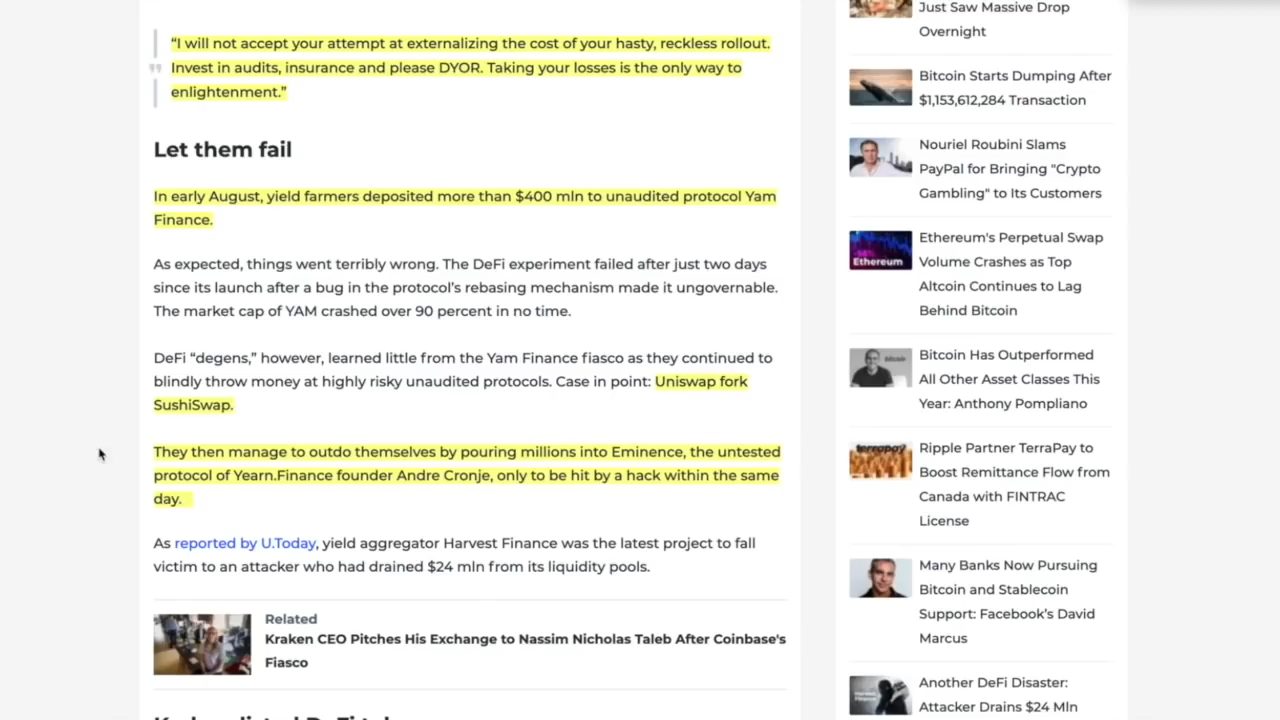 “I will not accept your attempt at externalizing the cost of your hasty, reckless rollout.
Invest in audits, insurance and please DYOR. Taking your losses is the only way to
enlightenment.”
Let them fail
In early August, yield farmers deposited more than $400 mln to unaudited protocol Yam
Finance.
As expected, things went terribly wrong. The DeFi experiment failed after just two days
since its launch after a bug in the protocol’s rebasing mechanism made it ungovernable.
The market cap of YAM crashed over 90 percent in no time.
DeFi “degens,” however, learned little from the Yam Finance fiasco as they continued to
blindly throw money at highly risky unaudited protocols. Case in point: Uniswap fork
SushiSwap.
They then manage to outdo themselves by pouring millions into Eminence, the untested
protocol of Yearn.Finance founder Andre Cronje, only to be hit by a hack within the same
day.
As reported by U.Today, yield aggregator Harvest Finance was the latest project to fall
victim to an attacker who had drained $24 mln from its liquidity pools.
Related
Kraken CEO Pitches His Exchange to Nassim Nicholas Taleb After Coinbase's
Fiasco
Just Saw Massive Drop
Overnight
Bitcoin Starts Dumping After
$1,153,612,284 Transaction
Nouriel Roubini Slams
PayPal for Bringing "Crypto
Gambling" to Its Customers
Ethereum
Ethereum's Perpetual Swap
Volume Crashes as Top
Altcoin Continues to Lag
Behind Bitcoin
bitcoin
Bitcoin Has Outperformed
All Other Asset Classes This
Year: Anthony Pompliano
terrapay
Ripple Partner TerraPay to
Boost Remittance Flow from
Canada with FINTRAC
License
Many Banks Now Pursuing
Bitcoin and Stablecoin
Support: Facebook’s David
Marcus
Another DeFi Disaster:
Attacker Drains $24 Mln